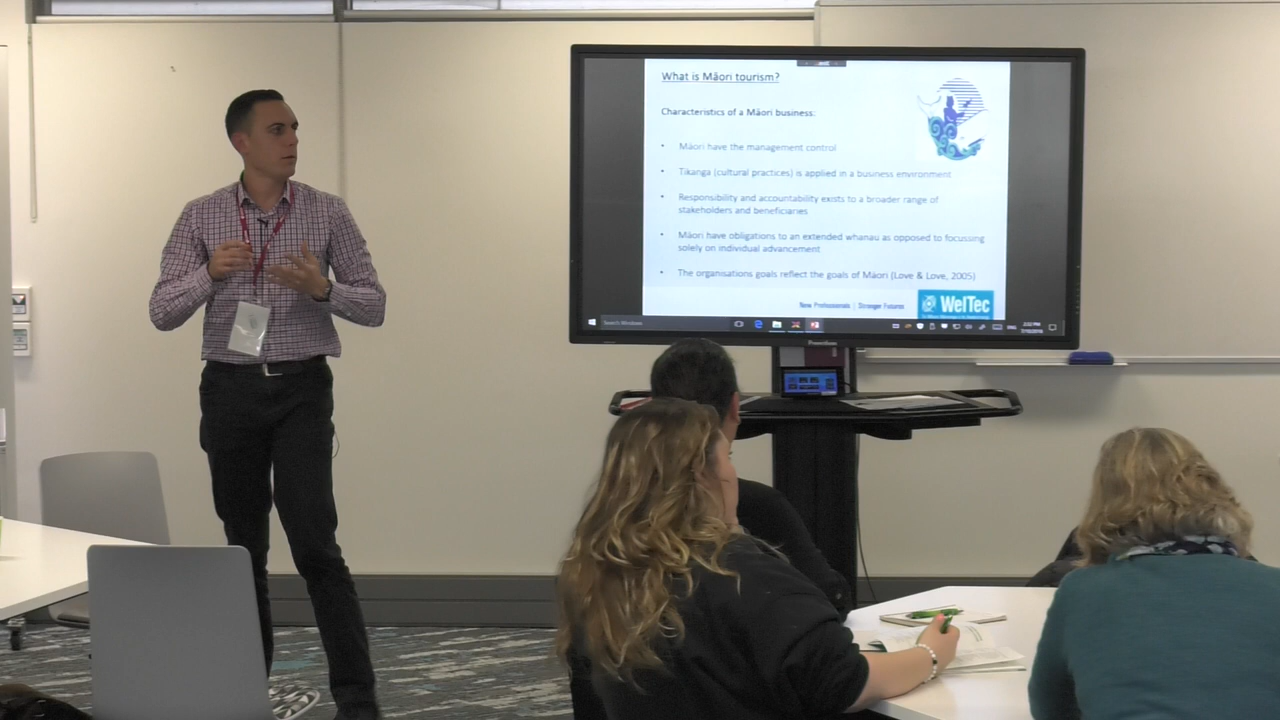 What is Māori tourism?
Characteristics of a Māori business:
• Māori have the management control
• Tikanga (cultural practices) is applied in a business environment
• Responsibility and accountability exists to a broader range of
stakeholders and beneficiaries
• Māori have obligations to an extended whanau as opposed to focussing
solely on individual advancement
• The organisations goals reflect the goals of Māori (Love & Love, 2005)
New Professionals | Stronger Futures
WelTec
Search Windows
ENG